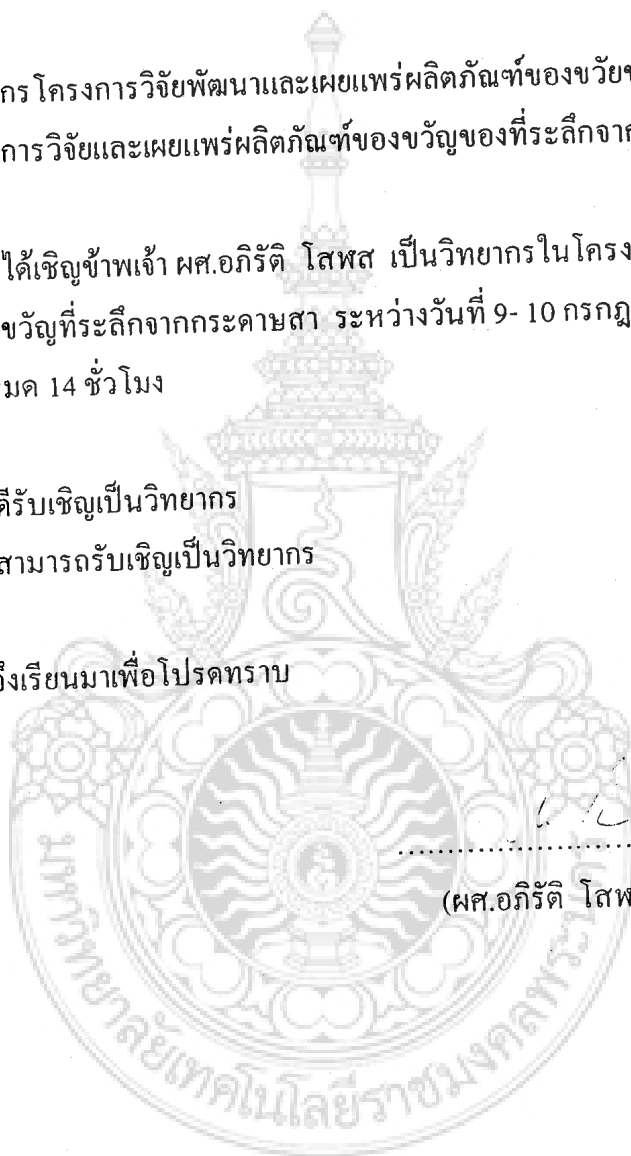 กร โครงการวิจัยพัฒนาและเผยแพร่ผลิตภัณฑ์ของขวัย
การวิจัยและเผยแพร่ผลิตภัณฑ์ของขวัญของที่ระลึกจาก
ได้เชิญข้าพเจ้า ผศ.อภิรัติ โสฬส เป็นวิทยากรในโครง
ขวัญที่ระลึกจากกระดาษสา ระหว่างวันที่ 9- 10 กรกฎ
มด 14 ชั่วโมง
ดีรับเชิญเป็นวิทยากร
สามารถรับเชิญเป็นวิทยากร
จึงเรียนมาเพื่อโปรดทราบ
(ผศ.อภิรัติ โสฬ
มหาวิทยาลัยเทคโนโลยีราชมงคลพระนคร